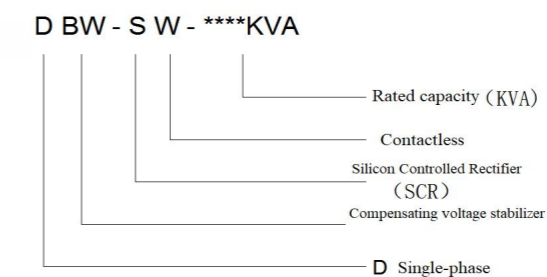 D BW - S W - ****KVA
Rated capacity (KVA)
Contactless
Silicon Controlled Rectifier
(SCR)
Compensating voltage stabilizer
D Single-phase